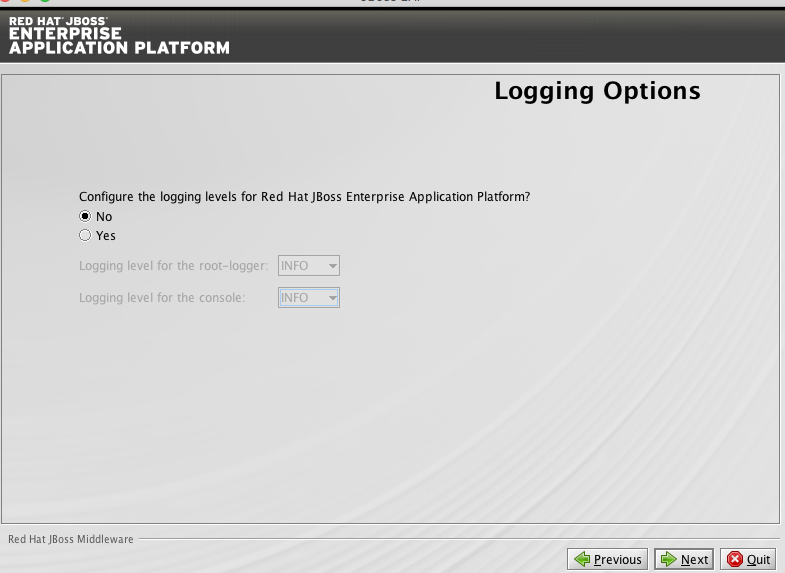 RED HAT JBOSS
ENTERPRISE
APPLICATION PLATFORM
Logging Options
Configure the logging levels for Red Hat JBoss Enterprise Application Platform?
No
Yes
Logging level for the root-logger: INFO
Logging level for the console: INFO
Red Hat JBoss Middleware
Previous Next Quit